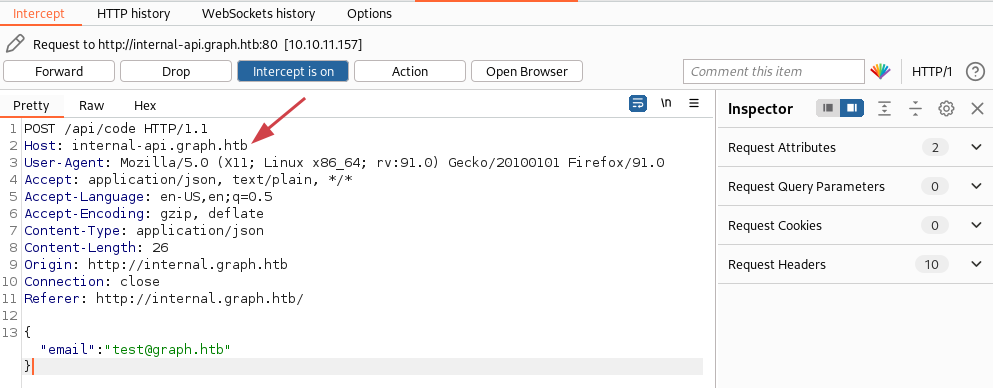 Intercept HTTP history WebSockets history Options
Request to http://internal-api.graph.htb:80 [10.10.11.157]
Forward Drop Intercept is on Action Open Browser Comment this item HTTP/1 ?
Pretty Raw Hex \n Inspector
1 POST /api/code HTTP/1.1
2 Host: internal-api.graph.htb
3 User-Agent: Mozilla/5.0 (X11; Linux x86_64; rv:91.0) Gecko/20100101 Firefox/91.0
4 Accept: application/json, text/plain, */*
5 Accept-Language: en-US,en;q=0.5
6 Accept-Encoding: gzip, deflate
7 Content-Type: application/json
8 Content-Length: 26
9 Origin: http://internal.graph.htb
10 Connection: close
11 Referer: http://internal.graph.htb/
12
13 {
"email":"test@graph.htb"
}
Request Attributes 2
Request Query Parameters 0
Request Cookies 0
Request Headers 10